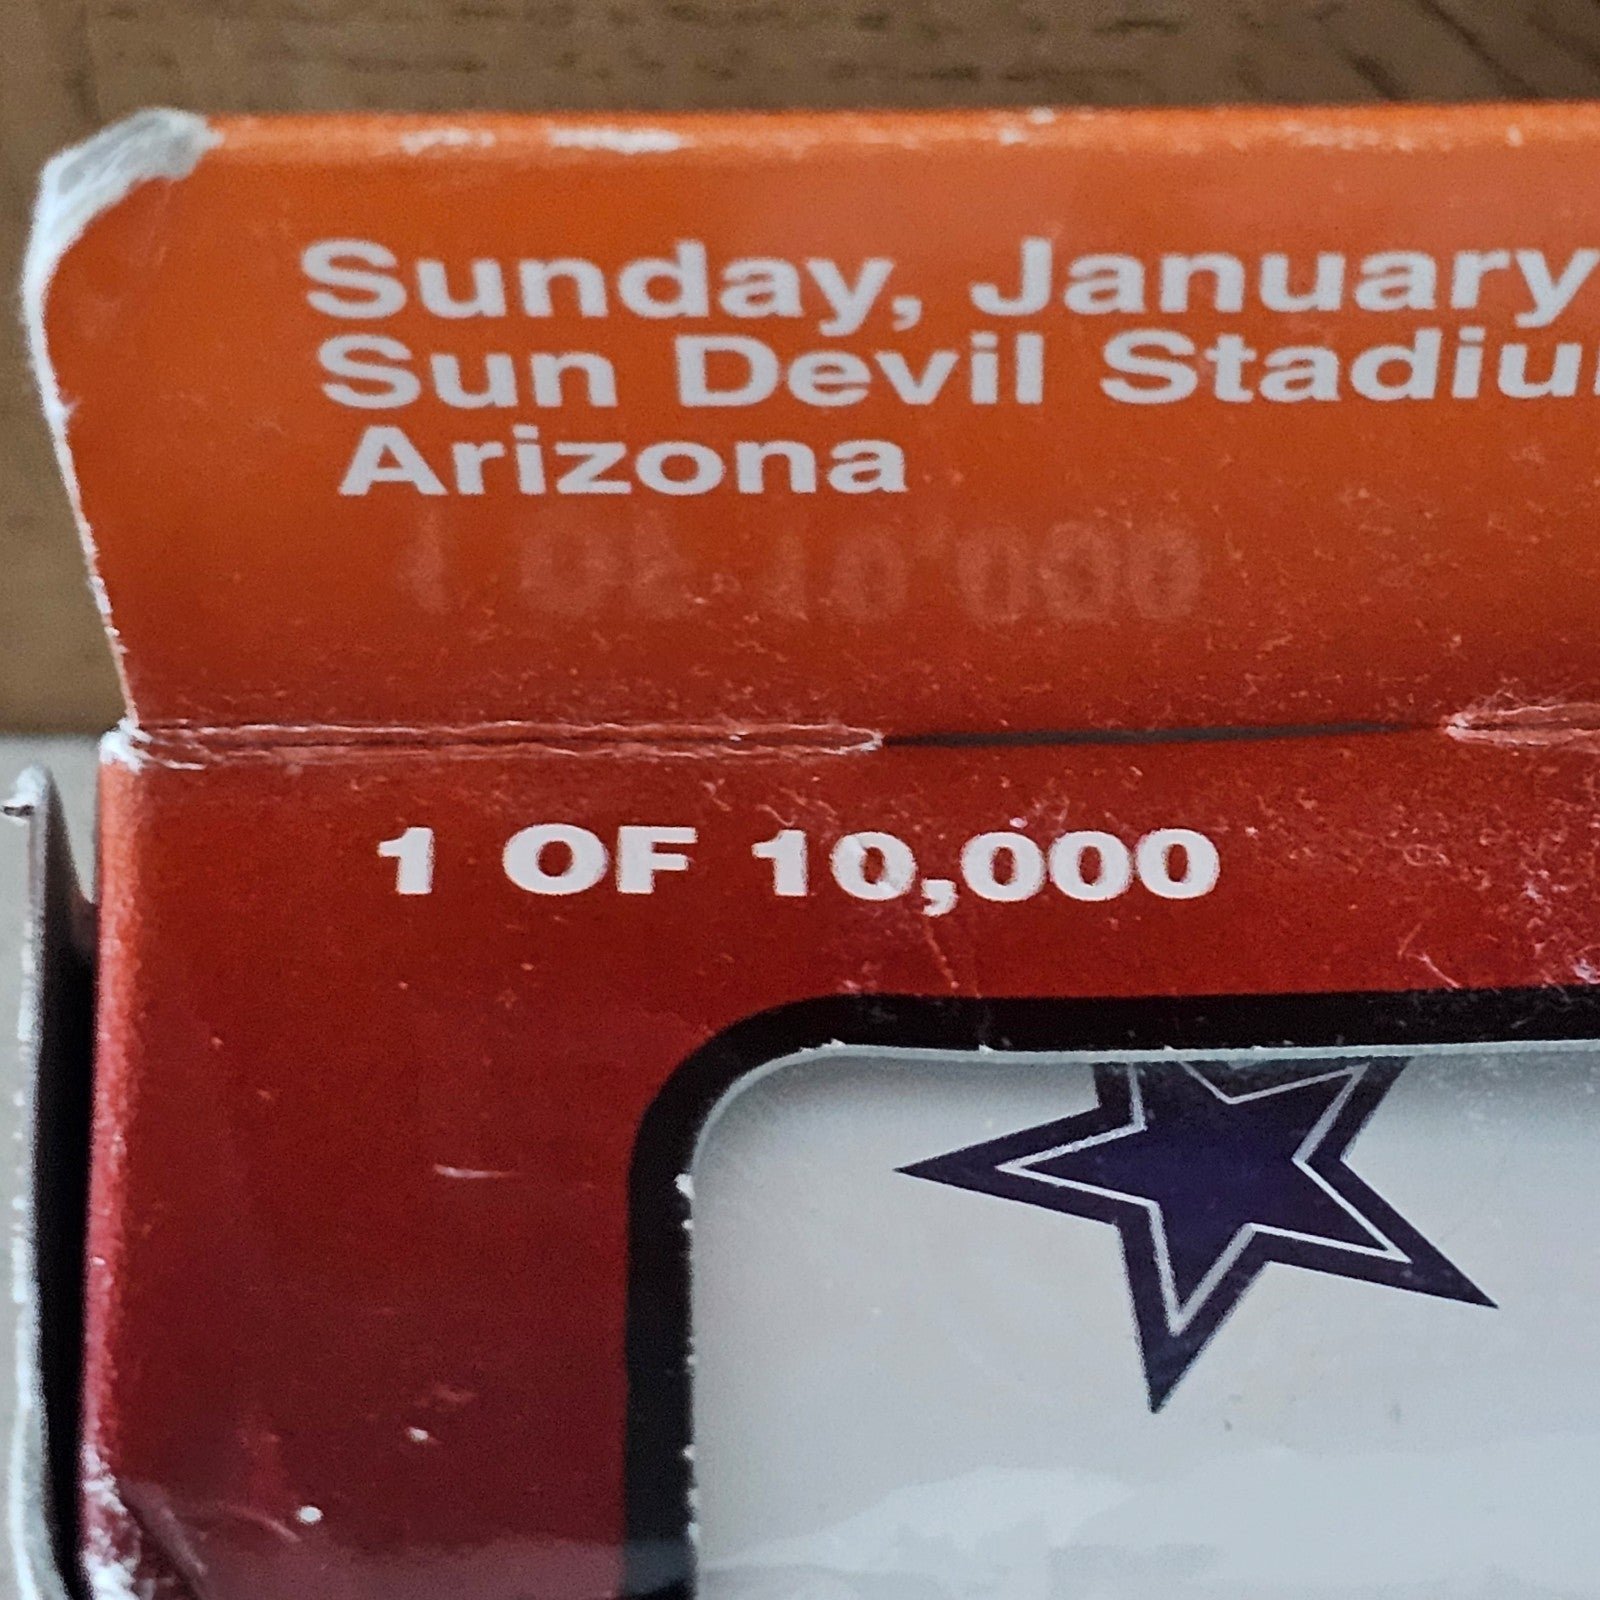 Sunday, January
Sun Devil Stadiu
Arizona
1 OF 10,000